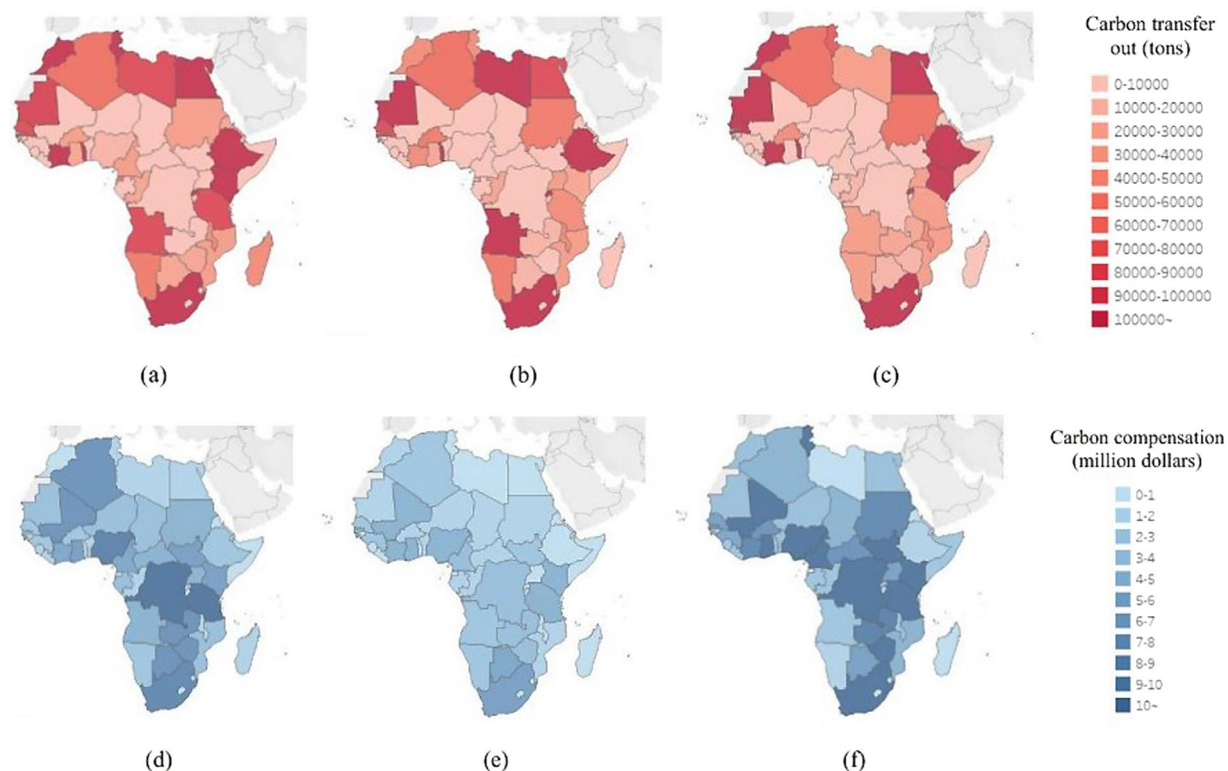 Carbon transfer
out (tons)
0-10000
10000-20000
20000-30000
30000-40000
40000-50000
50000-60000
60000-70000
70000-80000
80000-90000
90000-100000
100000~
(a)
(b)
(c)
Carbon compensation
(million dollars)
0-1
1-2
2-3
3-4
4-5
5-6
6-7
7-8
8-9
9-10
10~
(d)
(e)
(f)